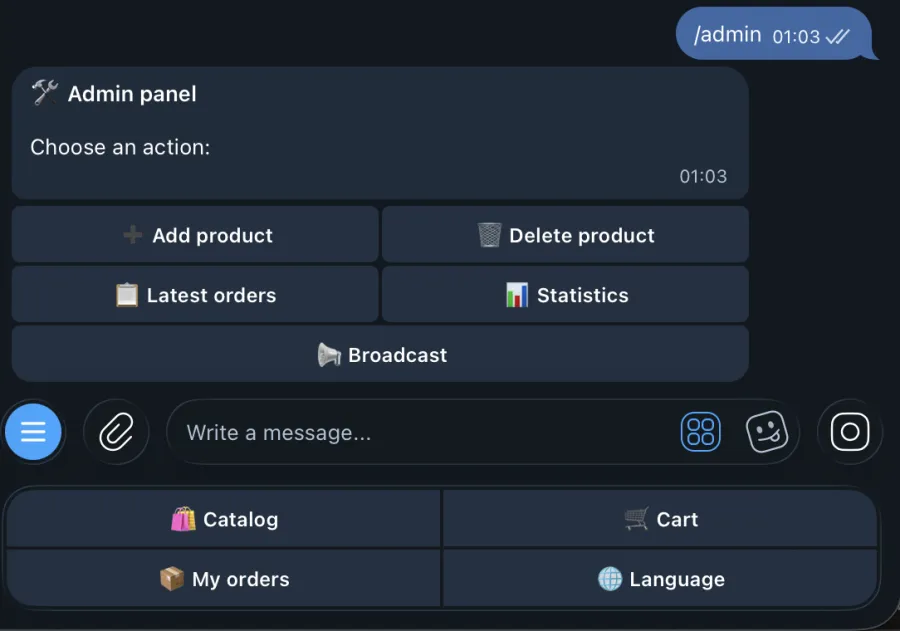 /admin 01:03
🛠 Admin panel
Choose an action:
01:03
➕ Add product
🗑 Delete product
📋 Latest orders
📊 Statistics
📢 Broadcast
Write a message...
🛍 Catalog
🛒 Cart
📦 My orders
🌐 Language